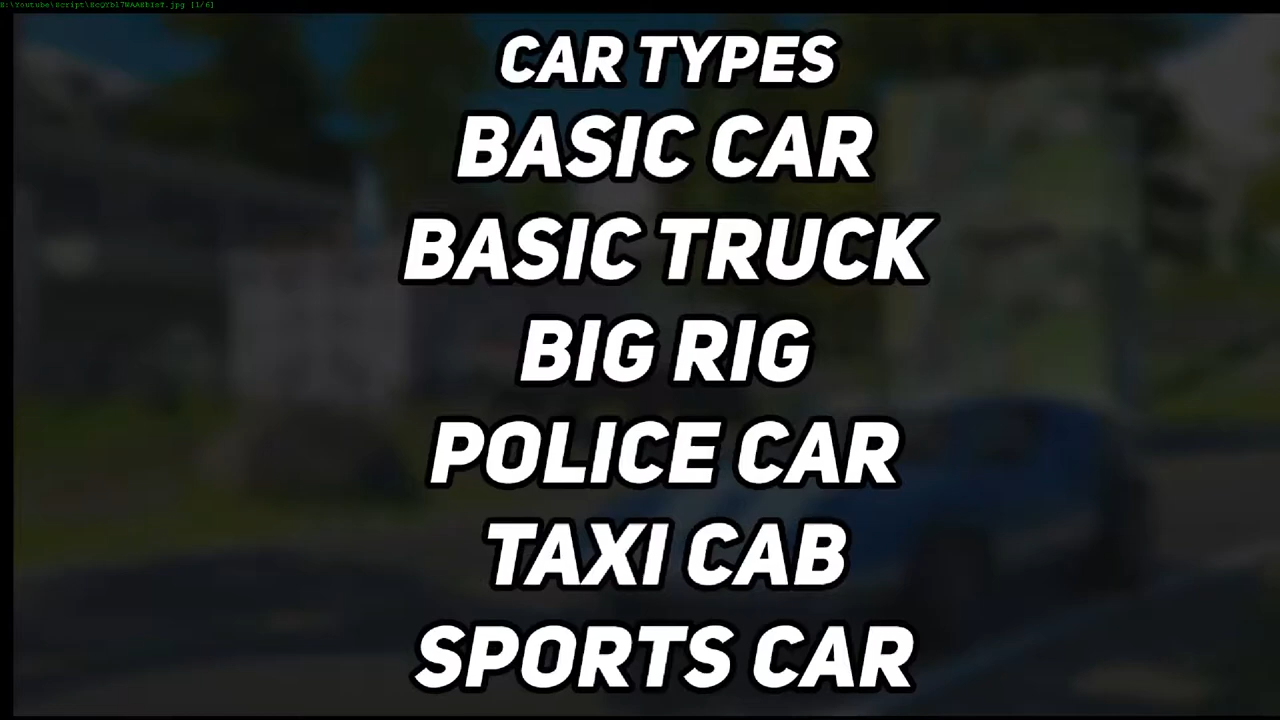 CAR TYPES
BASIC CAR
BASIC TRUCK
BIG RIG
POLICE CAR
TAXI CAB
SPORTS CAR